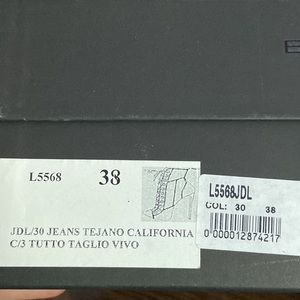 L5568 38
JDL/30 JEANS TEJANO CALIFORNIA
C/3 TUTTO TAGLIO VIVO
L5568JDL
COL: 30 38
0000012874217